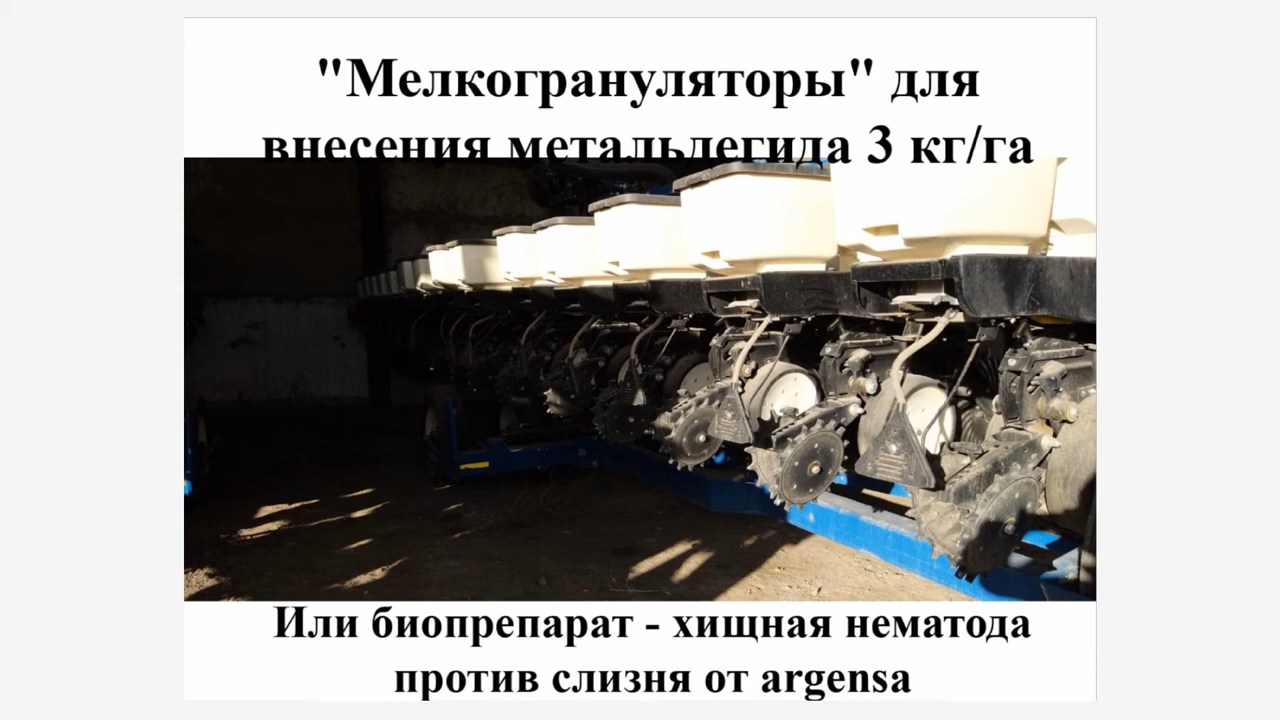 "Мелкогрануляторы" для
внесения метальдегида 3 кг/га
Или биопрепарат - хищная нематода
против слизня от argensa